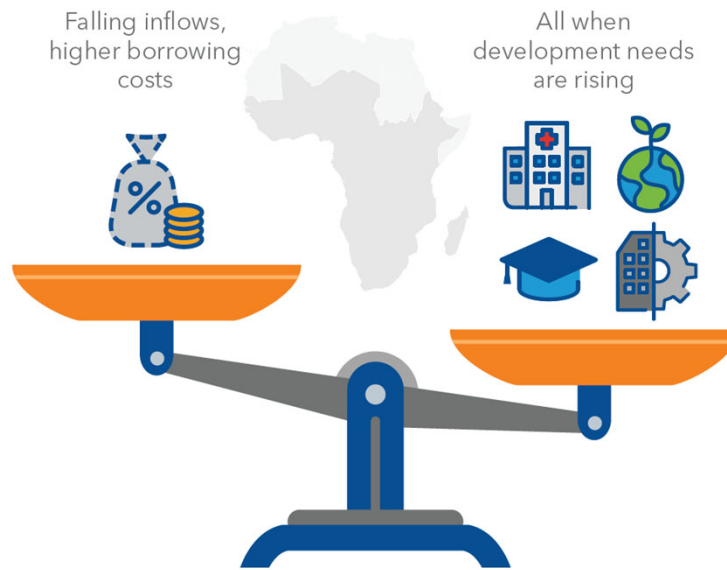 Falling inflows,
higher borrowing
costs
All when
development needs
are rising
%